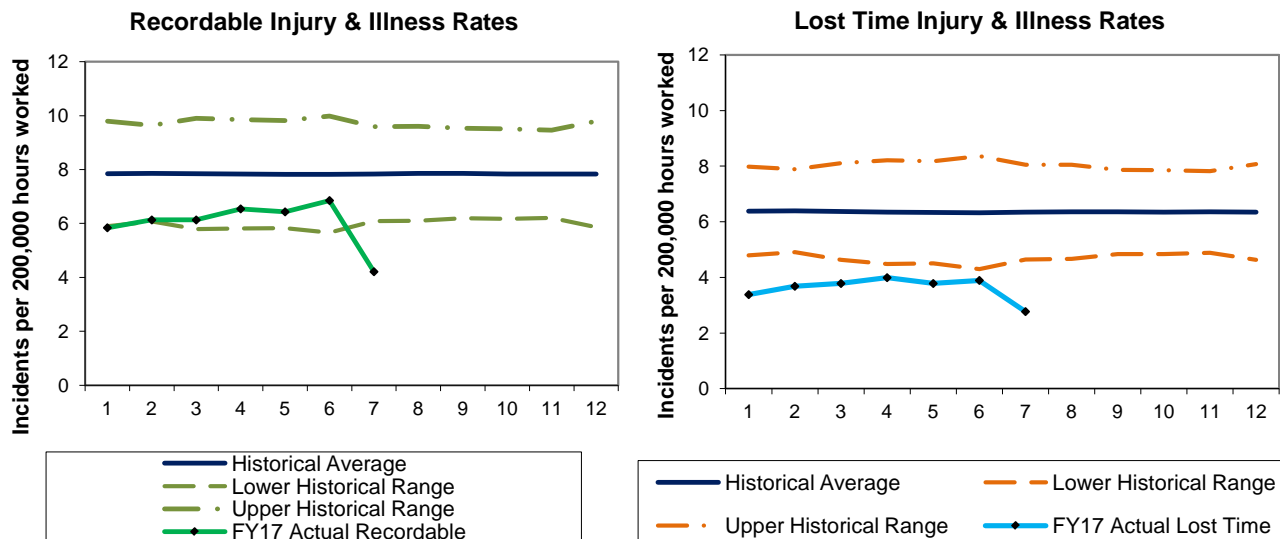 Recordable Injury & Illness Rates
Incidents per 200,000 hours worked
12
10
8
6
4
2
0
1 2 3 4 5 6 7 8 9 10 11 12
Historical Average
Lower Historical Range
Upper Historical Range
FY17 Actual Recordable
Lost Time Injury & Illness Rates
Incidents per 200,000 hours worked
12
10
8
6
4
2
0
1 2 3 4 5 6 7 8 9 10 11 12
Historical Average Lower Historical Range
Upper Historical Range FY17 Actual Lost Time